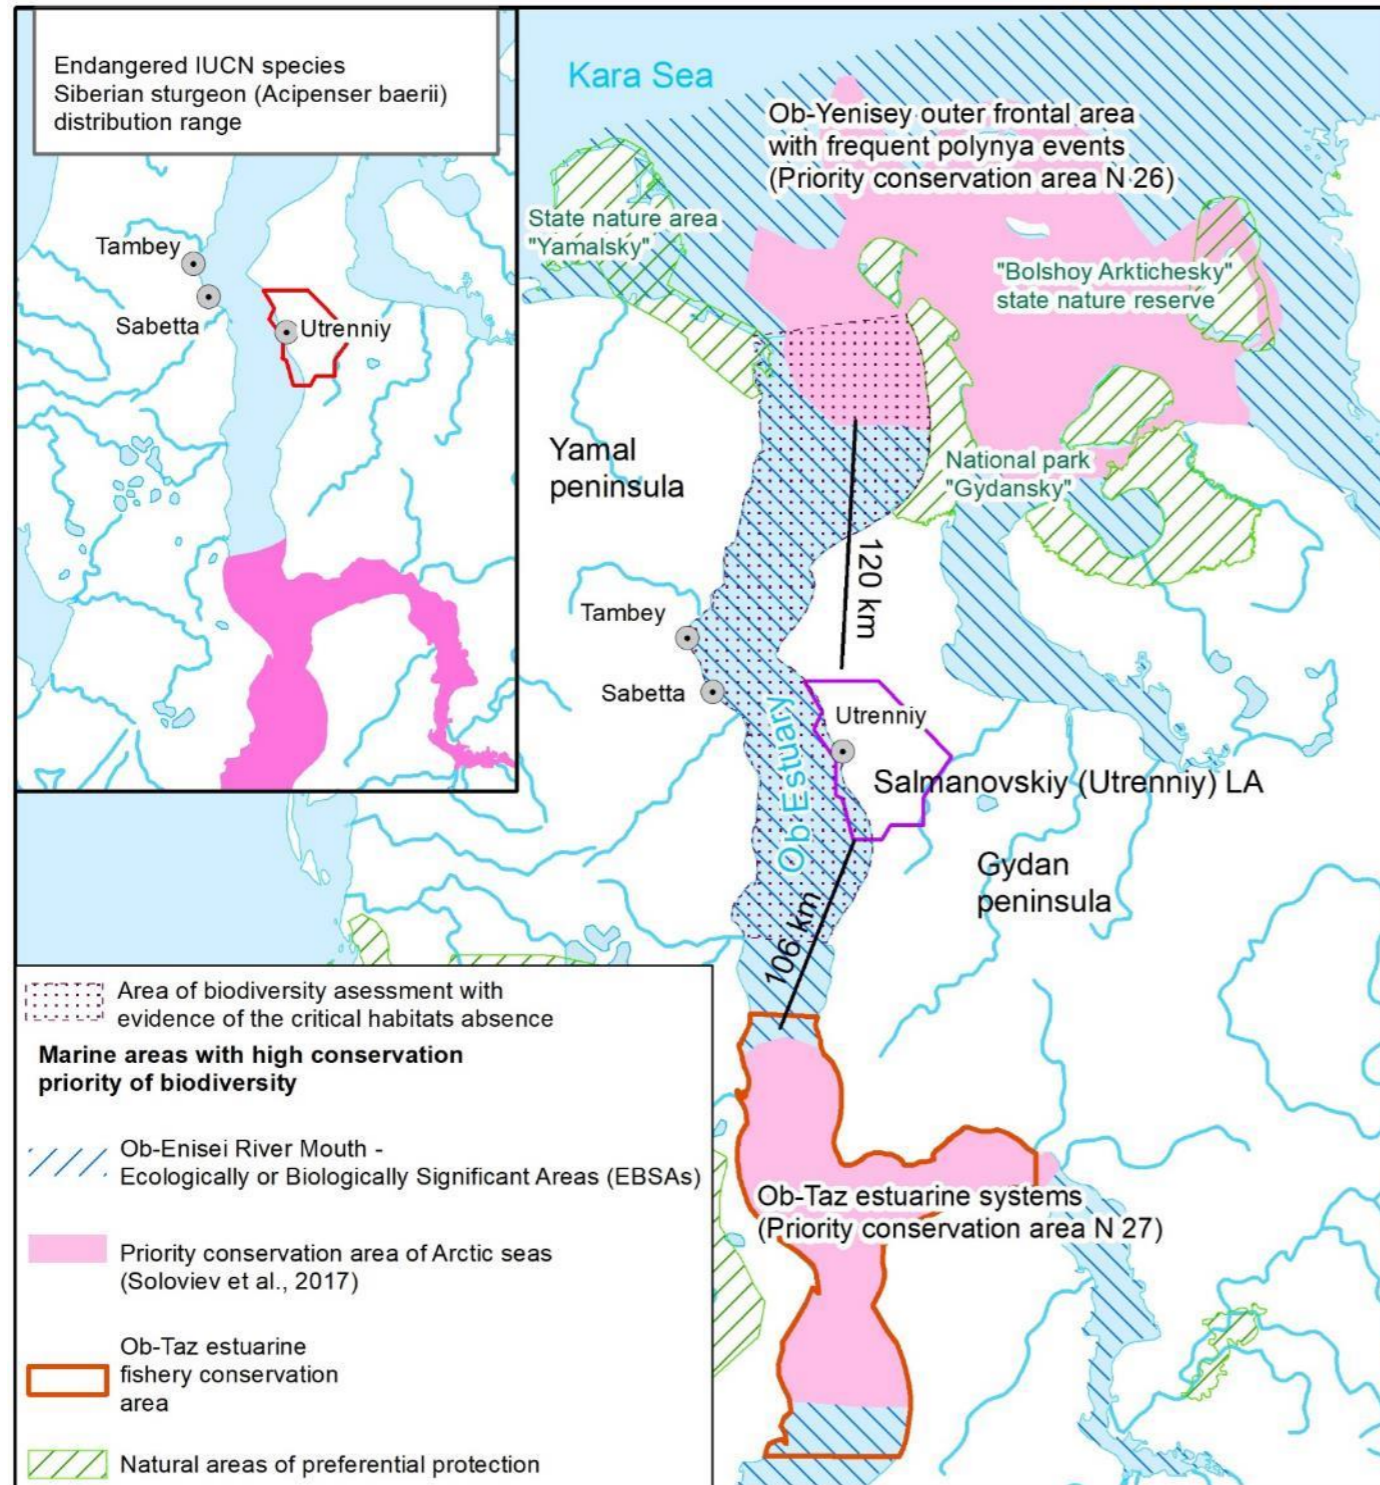 Endangered IUCN species
Siberian sturgeon (Acipenser baerii)
distribution range
Tambey
Sabetta
Utrenniy
Kara Sea
Ob-Yenisey outer frontal area
with frequent polynya events
(Priority conservation area N 26)
State nature area
"Yamalsky"
"Bolshoy Arktichesky"
state nature reserve
Yamal
peninsula
National park
"Gydansky"
120 km
Tambey
Sabetta
Utrenniy
Ob Estuary
Salmanovskiy (Utrenniy) LA
Gydan
peninsula
106 km
Area of biodiversity asessment with
evidence of the critical habitats absence
Marine areas with high conservation
priority of biodiversity
Ob-Enisei River Mouth -
Ecologically or Biologically Significant Areas (EBSAs)
Priority conservation area of Arctic seas
(Soloviev et al., 2017)
Ob-Taz estuarine
fishery conservation
area
Natural areas of preferential protection
Ob-Taz estuarine systems
(Priority conservation area N 27)